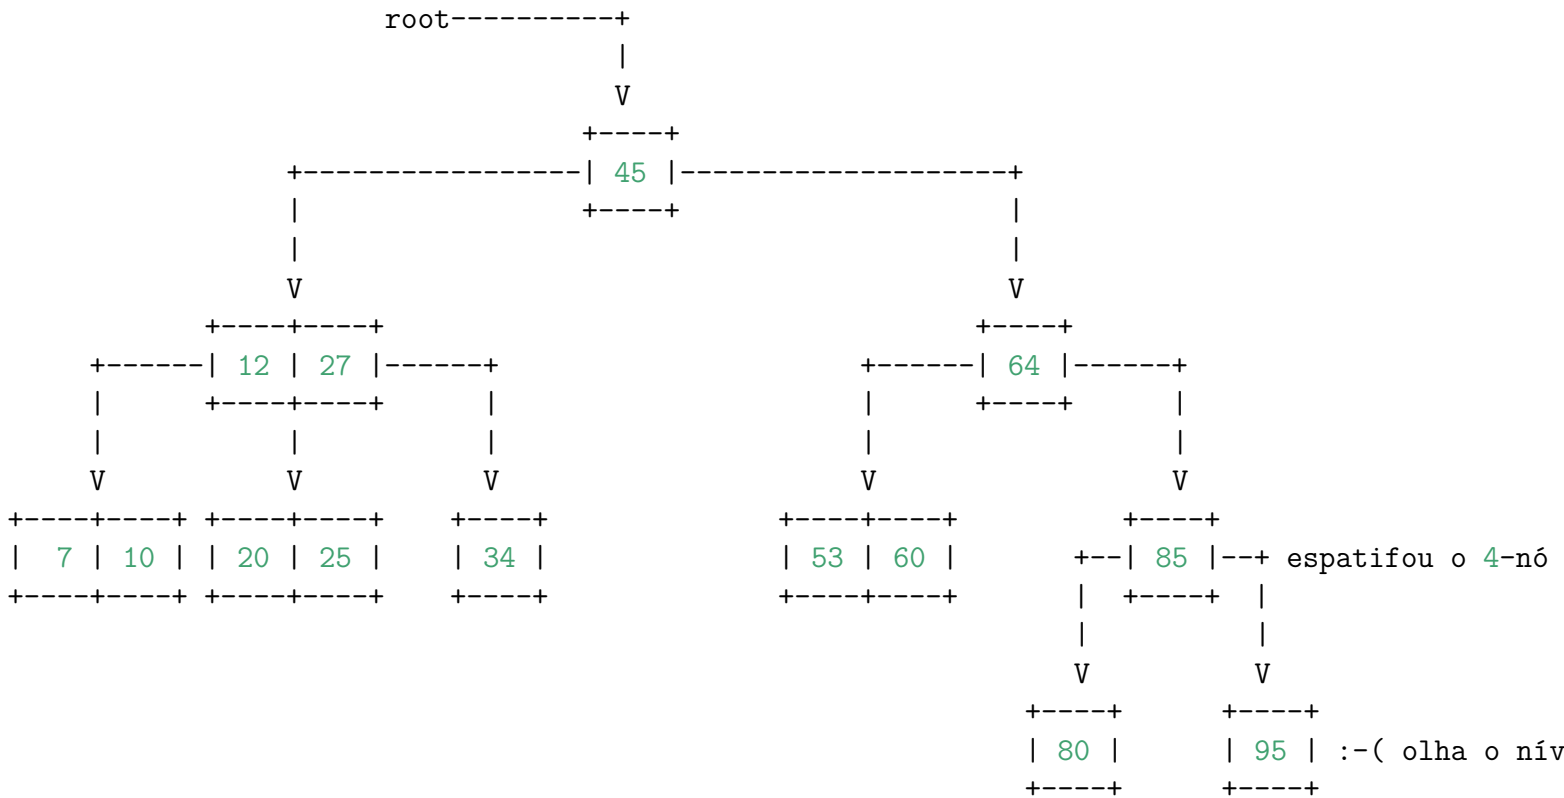 root----------+
|
V
+----+
+-----------------| 45 |--------------------+
| +----+ |
| |
V V
+----+----+ +----+
+------| 12 | 27 |------+ +------| 64 |------+
| +----+----+ | | +----+ |
| | | | |
V V V V V
+----+----+ +----+----+ +----+ +----+----+ +----+
| 7 | 10 | | 20 | 25 | | 34 | | 53 | 60 | +--| 85 |--+ espatifou o 4-nó
+----+----+ +----+----+ +----+ +----+----+ | +----+ |
| |
V V
+----+ +----+
| 80 | | 95 | :-( olha o nív
+----+ +----+